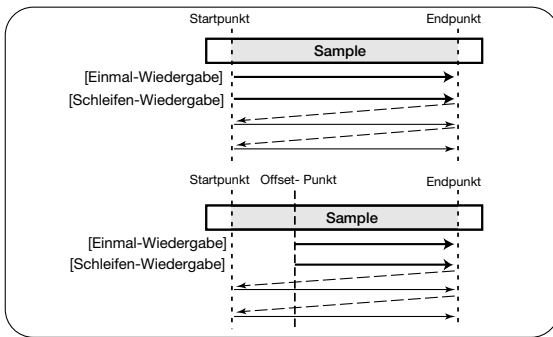 Startpunkt Endpunkt
Sample
[Einmal-Wiedergabe]
[Schleifen-Wiedergabe]
Startpunkt Offset- Punkt Endpunkt
Sample
[Einmal-Wiedergabe]
[Schleifen-Wiedergabe]